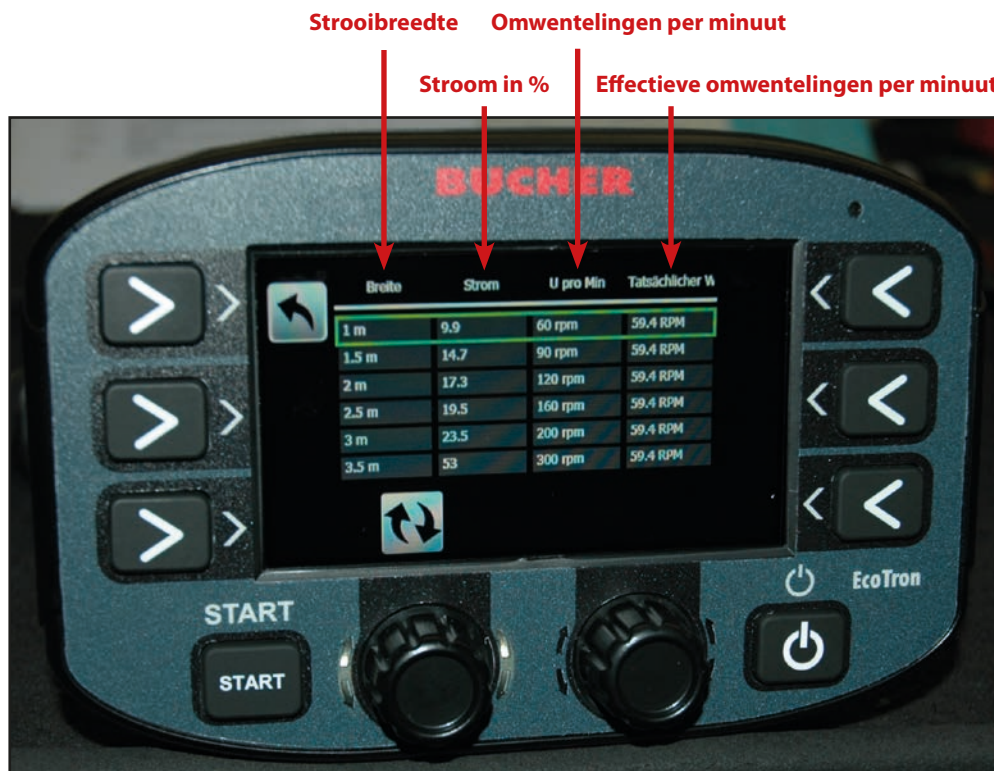 Strooibreedte Omwentelingen per minuut
Stroom in % Effectieve omwentelingen per minuut
BUCHER
Breite Strom U pro Min Tatsächlicher W
1 m 9.9 60 rpm 59.4 RPM
1.5 m 14.7 90 rpm 59.4 RPM
2 m 17.3 120 rpm 59.4 RPM
2.5 m 19.5 160 rpm 59.4 RPM
3 m 23.5 200 rpm 59.4 RPM
3.5 m 53 300 rpm 59.4 RPM
START
EcoTron
START